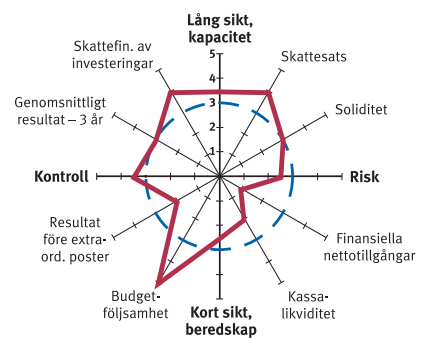 Lång sikt,
kapacitet
Skattefin. av
investeringar
Skattesats
5
4
3
2
1
0
Genomsnittligt
resultat – 3 år
Soliditet
Kontroll
Risk
Resultat
före extra-
ord. poster
Finansiella
nettotillgångar
Budget-
följsamhet
Kassa-
likviditet
Kort sikt,
beredskap